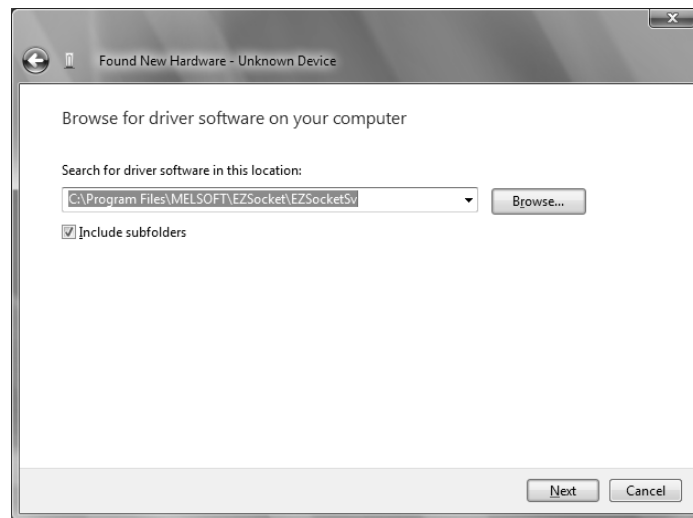 Found New Hardware - Unknown Device
Browse for driver software on your computer
Search for driver software in this location:
C:\Program Files\MELSOFT\EZSocket\EZSocketSv
Browse...
Include subfolders
Next
Cancel